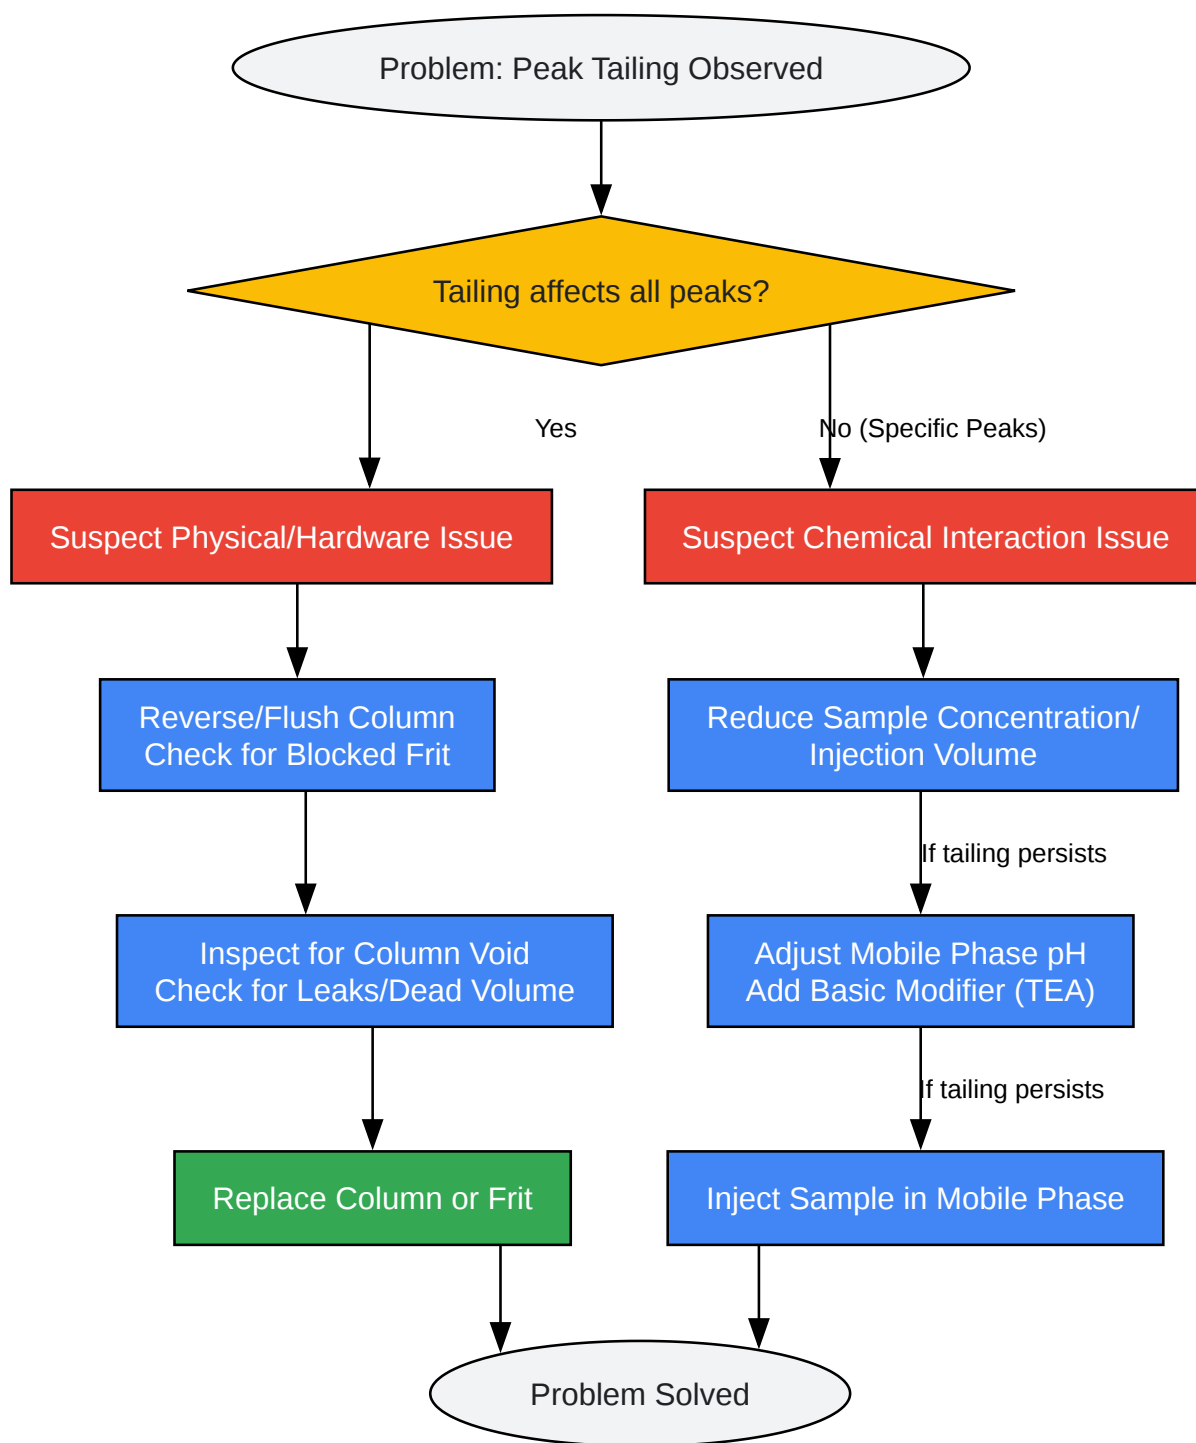 Problem: Peak Tailing Observed
Tailing affects all peaks?
Yes
No (Specific Peaks)
Suspect Physical/Hardware Issue
Suspect Chemical Interaction Issue
Reverse/Flush Column
Check for Blocked Frit
Reduce Sample Concentration/
Injection Volume
If tailing persists
Inspect for Column Void
Check for Leaks/Dead Volume
Adjust Mobile Phase pH
Add Basic Modifier (TEA)
If tailing persists
Replace Column or Frit
Inject Sample in Mobile Phase
Problem Solved